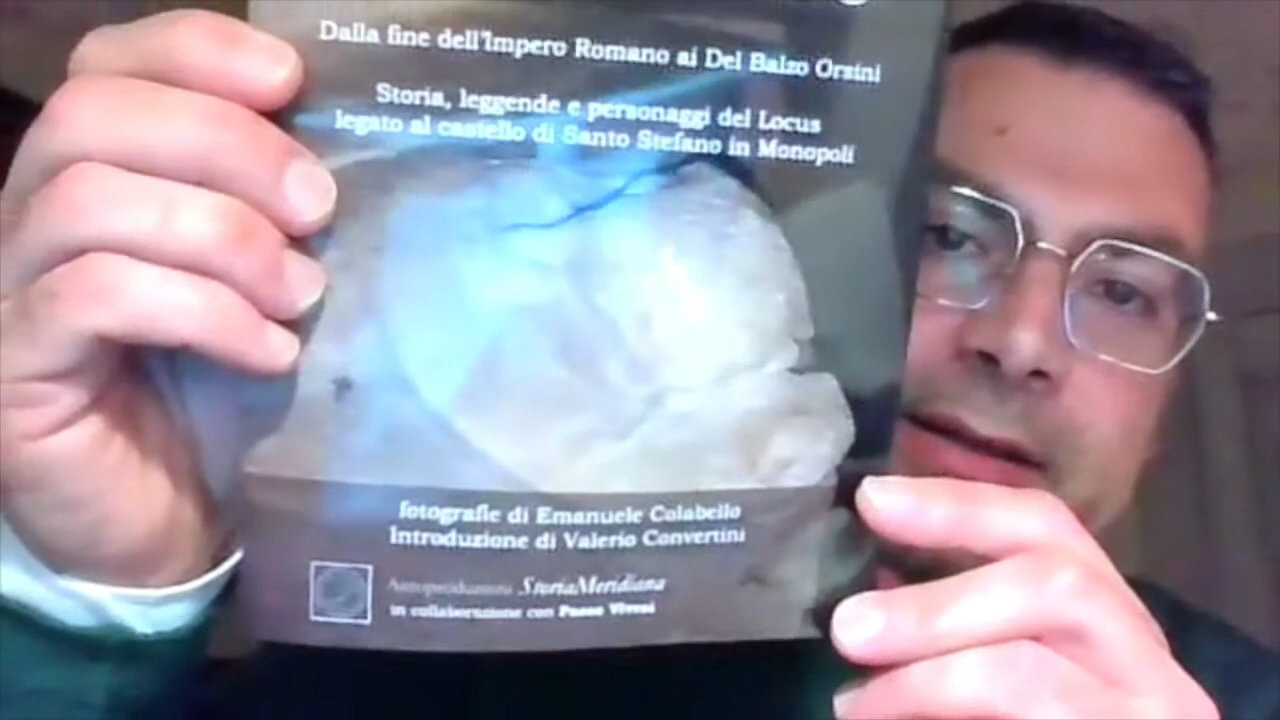 Dalla fine dell'Impero Romano ai Del Balzo Orsini
Storia, leggende e personaggi del Locus
legato al castello di Santo Stefano in Monopoli
fotografie di Emanuele Colabello
Introduzione di Valerio Convertini
StoriaMeridiana
in collaborazione con